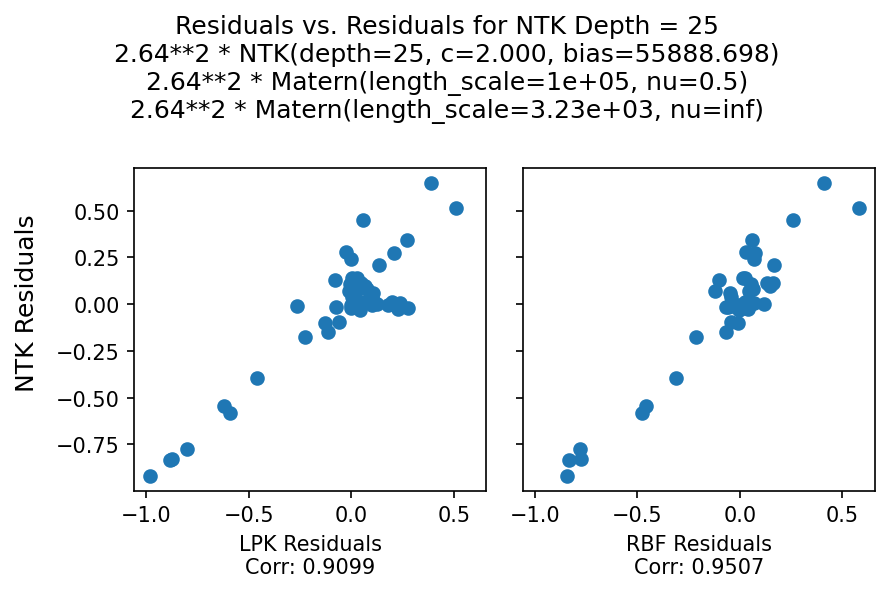 Residuals vs. Residuals for NTK Depth = 25
2.64**2 * NTK(depth=25, c=2.000, bias=55888.698)
2.64**2 * Matern(length_scale=1e+05, nu=0.5)
2.64**2 * Matern(length_scale=3.23e+03, nu=inf)
NTK Residuals
0.50
0.25
0.00
−0.25
−0.50
−0.75
−1.0 −0.5 0.0 0.5
LPK Residuals
Corr: 0.9099
−1.0 −0.5 0.0 0.5
RBF Residuals
Corr: 0.9507